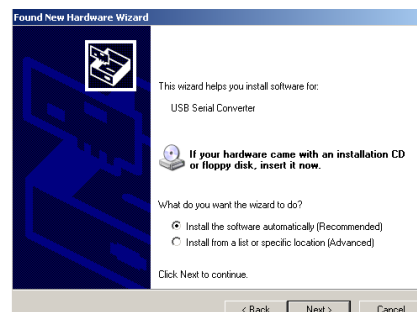 Found New Hardware Wizard
This wizard helps you install software for:
USB Serial Converter
If your hardware came with an installation CD
or floppy disk, insert it now.
What do you want the wizard to do?
Install the software automatically (Recommended)
Install from a list or specific location (Advanced)
Click Next to continue.
< Back Next > Cancel